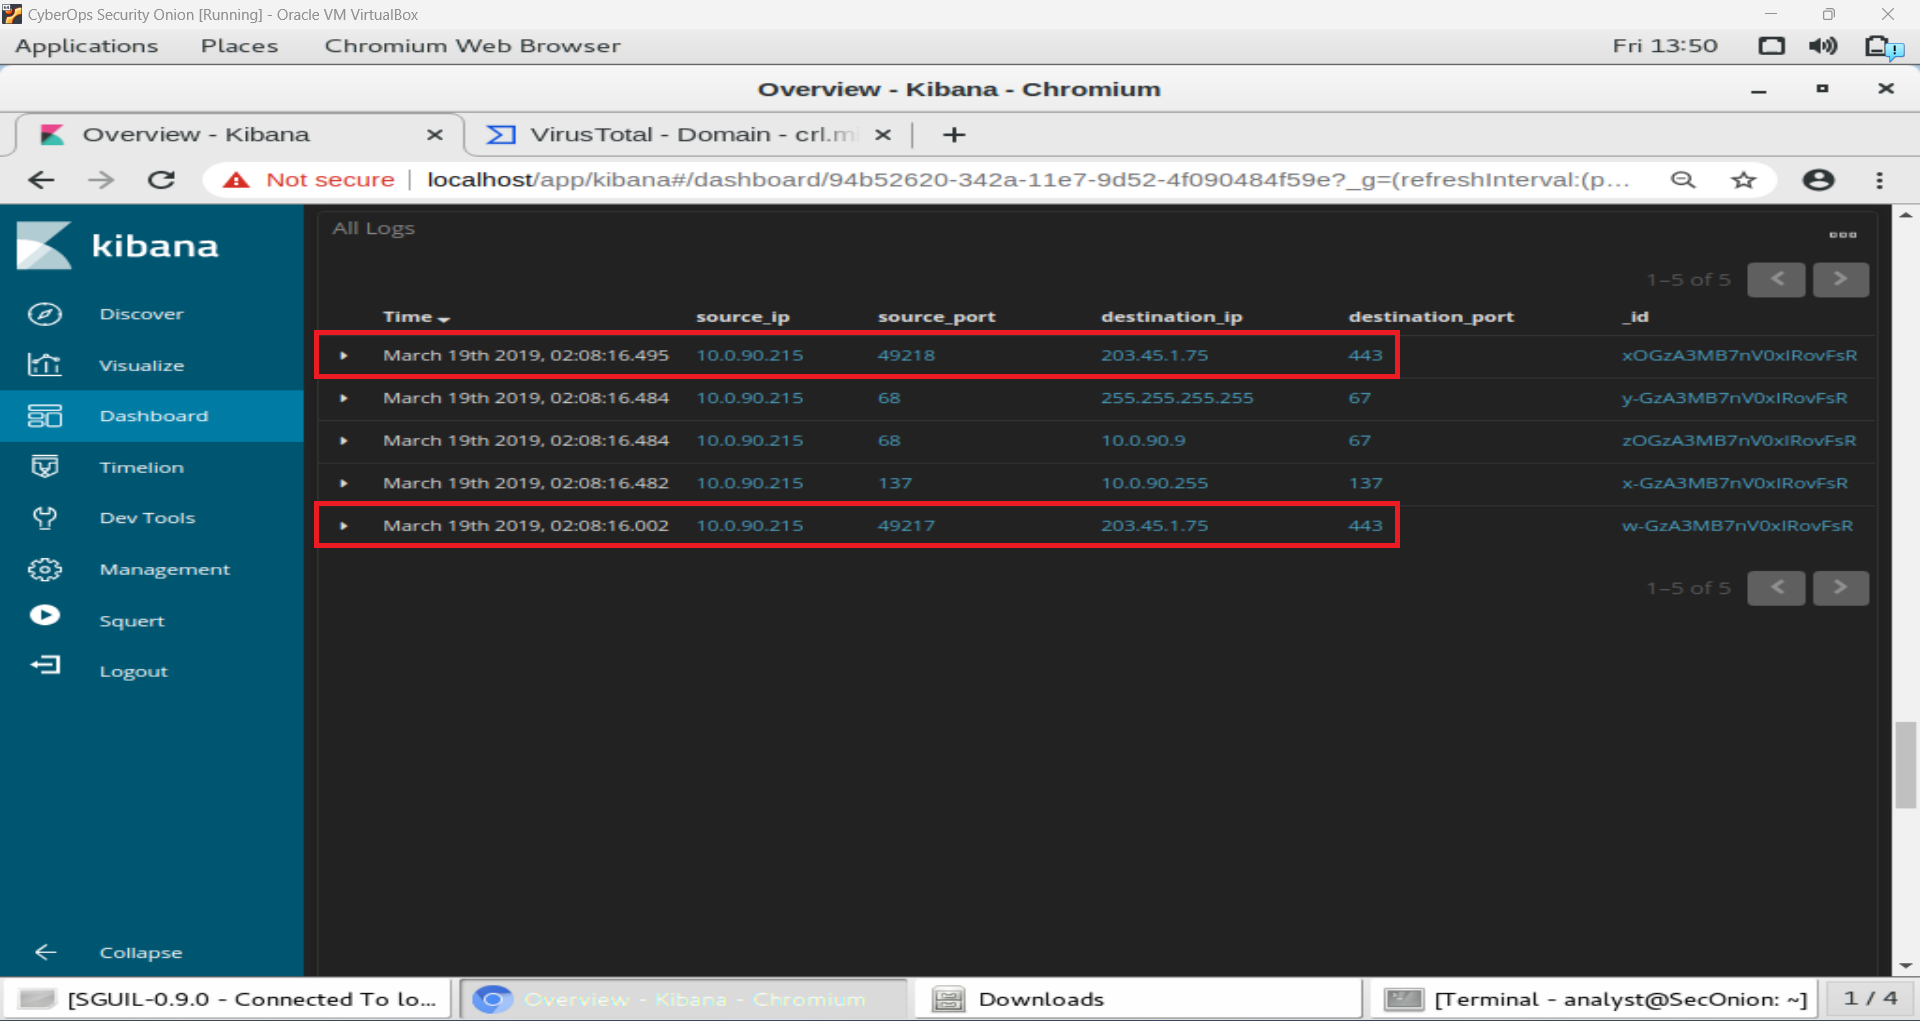 CyberOps Security Onion [Running] - Oracle VM VirtualBox
Applications Places Chromium Web Browser Fri 13:50
Overview - Kibana - Chromium
Overview - Kibana VirusTotal - Domain - crl.m
Not secure | localhost/app/kibana#/dashboard/94b52620-342a-11e7-9d52-4f090484f59e?_g=(refreshInterval:(p...
kibana
Discover
Visualize
Dashboard
Timelion
Dev Tools
Management
Squert
Logout
Collapse
All Logs
1-5 of 5
Time source_ip source_port destination_ip destination_port _id
March 19th 2019, 02:08:16.495 10.0.90.215 49218 203.45.1.75 443 xOGzA3MB7nV0xIRovFsR
March 19th 2019, 02:08:16.484 10.0.90.215 68 255.255.255.255 67 y-GzA3MB7nV0xIRovFsR
March 19th 2019, 02:08:16.484 10.0.90.215 68 10.0.90.9 67 zOGzA3MB7nV0xIRovFsR
March 19th 2019, 02:08:16.482 10.0.90.215 137 10.0.90.255 137 x-GzA3MB7nV0xIRovFsR
March 19th 2019, 02:08:16.002 10.0.90.215 49217 203.45.1.75 443 w-GzA3MB7nV0xIRovFsR
1-5 of 5
[SGUIL-0.9.0 - Connected To lo... Overview - Kibana - Chromium Downloads [Terminal - analyst@SecOnion: ~] 1 / 4